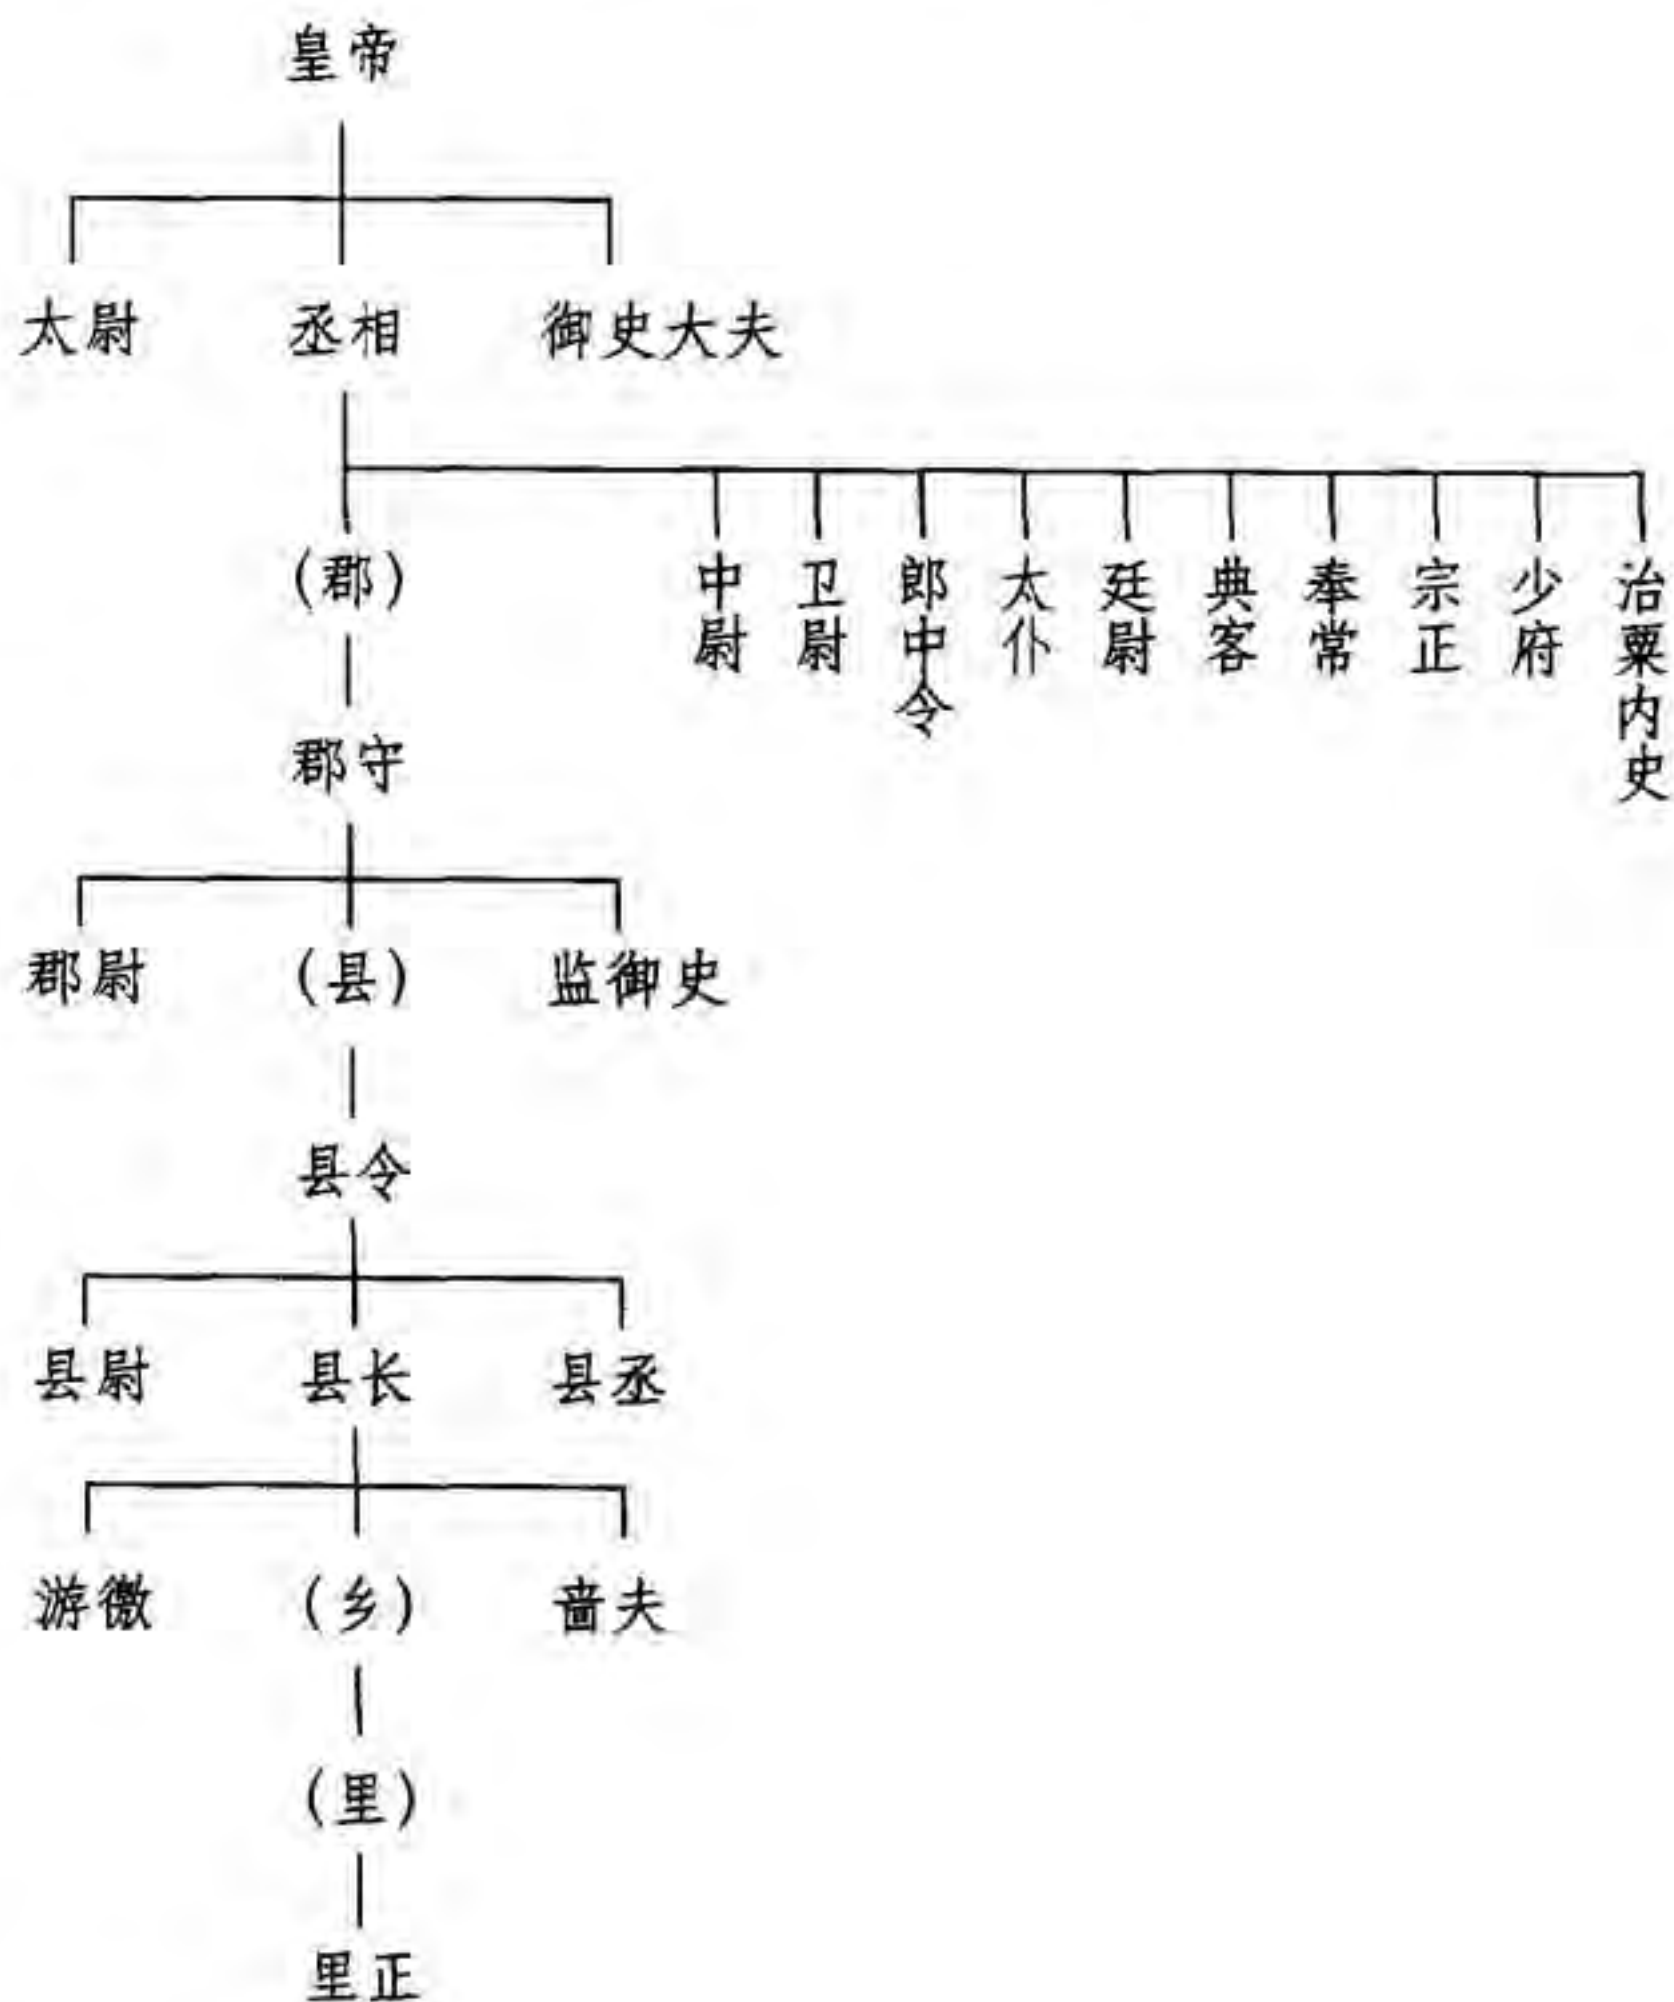 皇帝
太尉 丞相 御史大夫
(郡) 中尉 卫尉 郎中令 太仆 廷尉 典客 奉常 宗正 少府 治粟内史
郡守
郡尉 (县) 监御史
县令
县尉 县长 县丞
游徼 (乡) 啬夫
(里)
里正